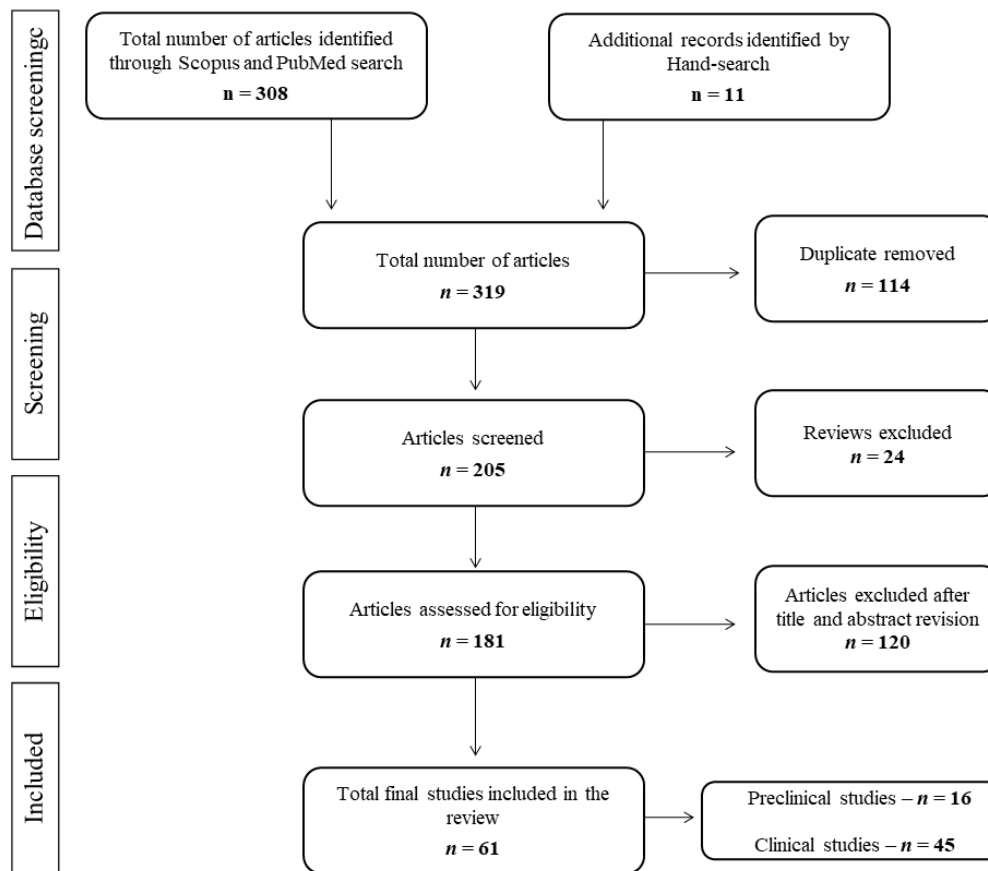 Database screeningc
Total number of articles identified
through Scopus and PubMed search
n = 308
Additional records identified by
Hand-search
n = 11
Total number of articles
n = 319
Duplicate removed
n = 114
Screening
Articles screened
n = 205
Reviews excluded
n = 24
Eligibility
Articles assessed for eligibility
n = 181
Articles excluded after
title and abstract revision
n = 120
Included
Total final studies included in the
review
n = 61
Preclinical studies – n = 16
Clinical studies – n = 45